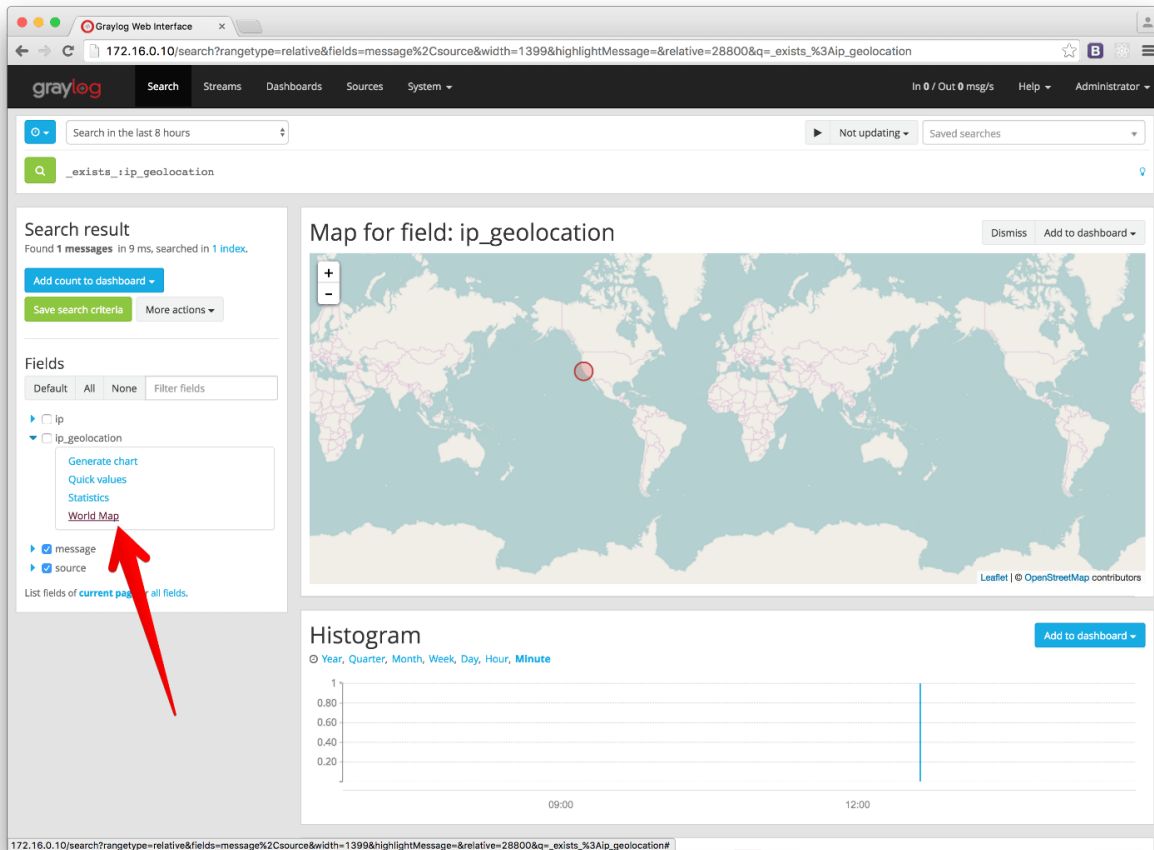 Graylog Web Interface
172.16.0.10/search?rangetype=relative&fields=message%2Csource&width=1399&highlightMessage=&relative=28800&q=_exists_%3Aip_geolocation
B
graylog Search Streams Dashboards Sources System In 0 / Out 0 msg/s Help Administrator
Search in the last 8 hours Not updating Saved searches
_exists_:ip_geolocation
Search result
Found 1 messages in 9 ms, searched in 1 index.
Add count to dashboard
Save search criteria More actions
Fields
Default All None Filter fields
ip
ip_geolocation
Generate chart
Quick values
Statistics
World Map
message
source
List fields of current all fields.
Map for field: ip_geolocation
Dismiss Add to dashboard
+
-
Leaflet | © OpenStreetMap contributors
Histogram
Add to dashboard
Year, Quarter, Month, Week, Day, Hour, Minute
1
0.80
0.60
0.40
0.20
09:00 12:00
172.16.0.10/search?rangetype=relative&fields=message%2Csource&width=1399&highlightMessage=&relative=28800&q=_exists_%3Aip_geolocation#